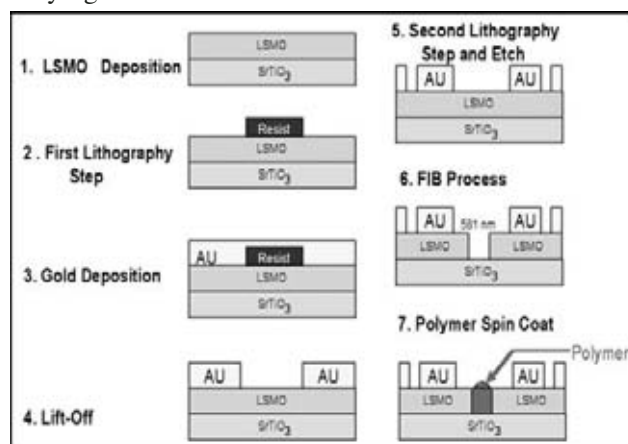 1. LSMO Deposition
LSMO
SrTiO3
2 . First Lithography
Step
Resist
LSMO
SrTiO3
3. Gold Deposition
AU
Resist
LSMO
SrTiO3
4. Lift-Off
AU
AU
LSMO
SrTiO3
5. Second Lithography
Step and Etch
AU
AU
LSMO
SrTiO3
6. FIB Process
AU
561 nm
AU
LSMO
LSMO
SrTiO3
7. Polymer Spin Coat
Polymer
AU
AU
LSMO
LSMO
SrTiO3